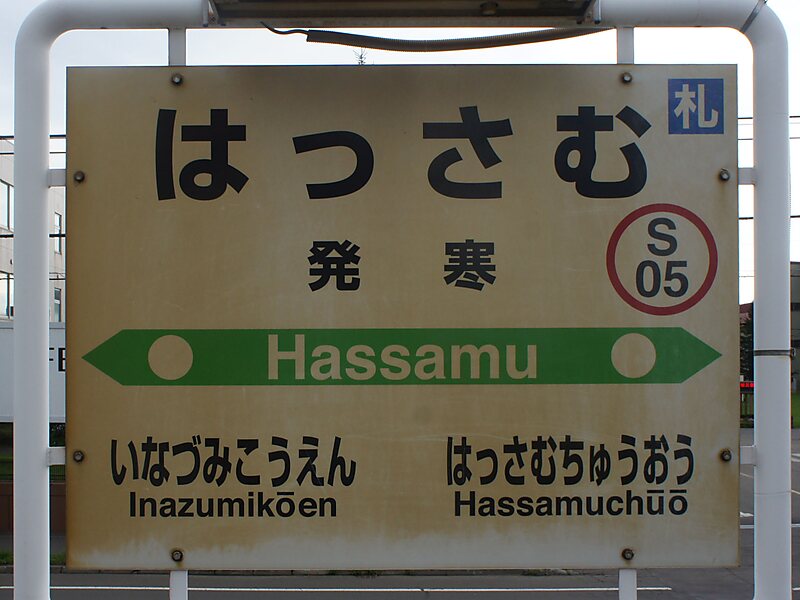 札
はっさむ
発寒
S
05
Hassamu
いなづみこうえん
Inazumikōen
はっさむちゅうおう
Hassamuchūō